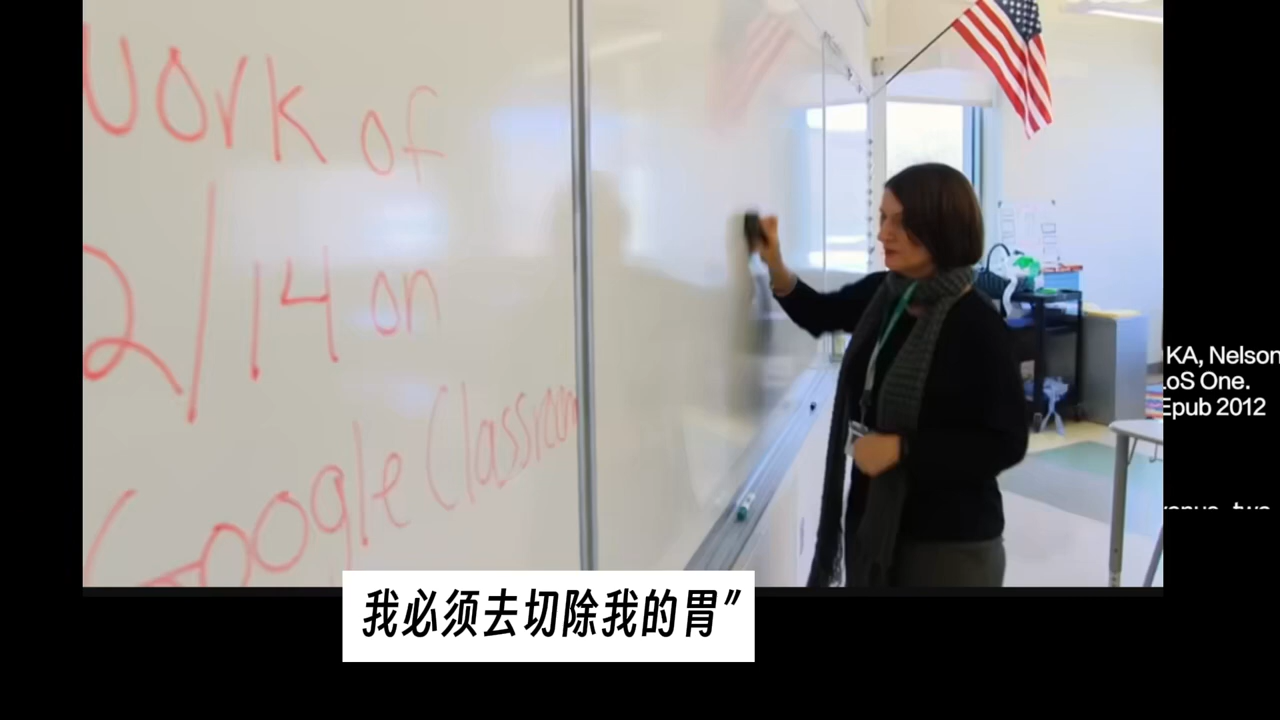 work of
2/14 on
Google Classroom
KA, Nelson
LoS One.
Epub 2012
我必须去切除我的胃”